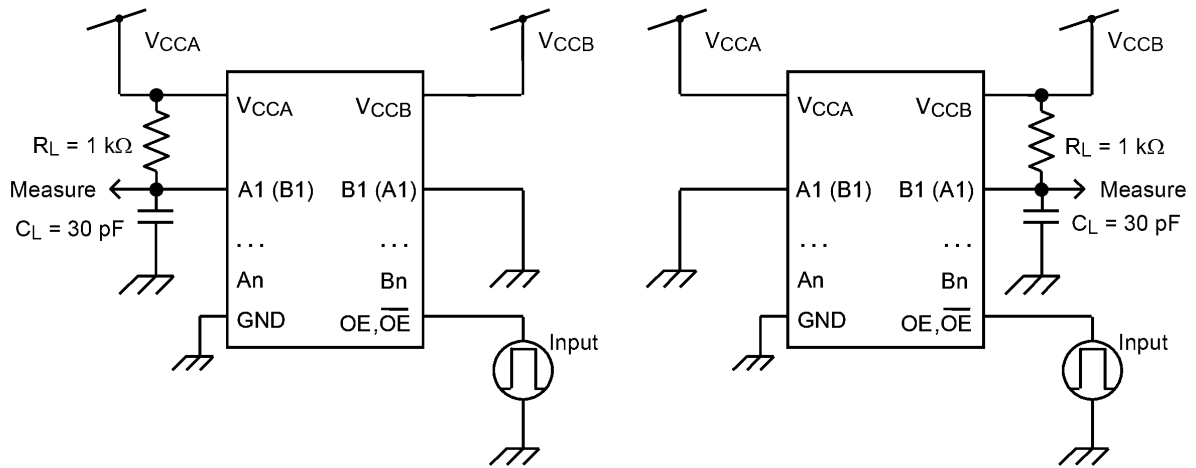 VCCA
VCCB
VCCA VCCB
RL = 1 kΩ
Measure
A1 (B1) B1 (A1)
CL = 30 pF
... ...
An Bn
GND OE,O̅E̅
Input
VCCA
VCCB
VCCA VCCB
RL = 1 kΩ
A1 (B1) B1 (A1)
Measure
CL = 30 pF
... ...
An Bn
GND OE,O̅E̅
Input